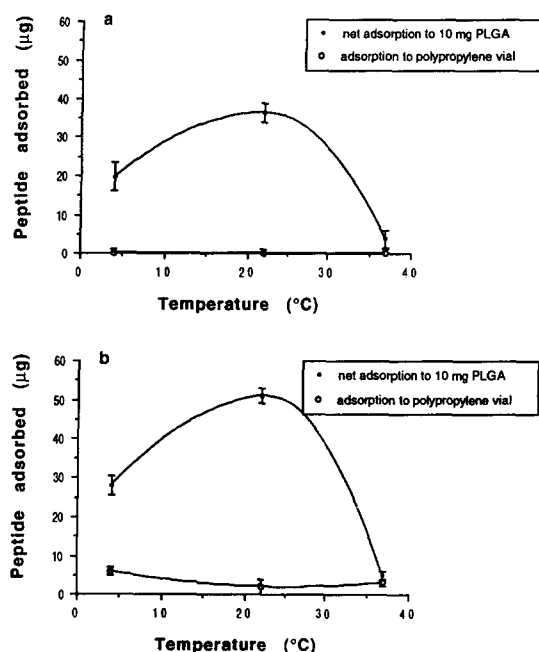 a
net adsorption to 10 mg PLGA
adsorption to polypropylene vial
Peptide adsorbed (µg)
60
50
40
30
20
10
0
0 10 20 30 40
Temperature (°C)
b
net adsorption to 10 mg PLGA
adsorption to polypropylene vial
Peptide adsorbed (µg)
60
50
40
30
20
10
0
0 10 20 30 40
Temperature (°C)